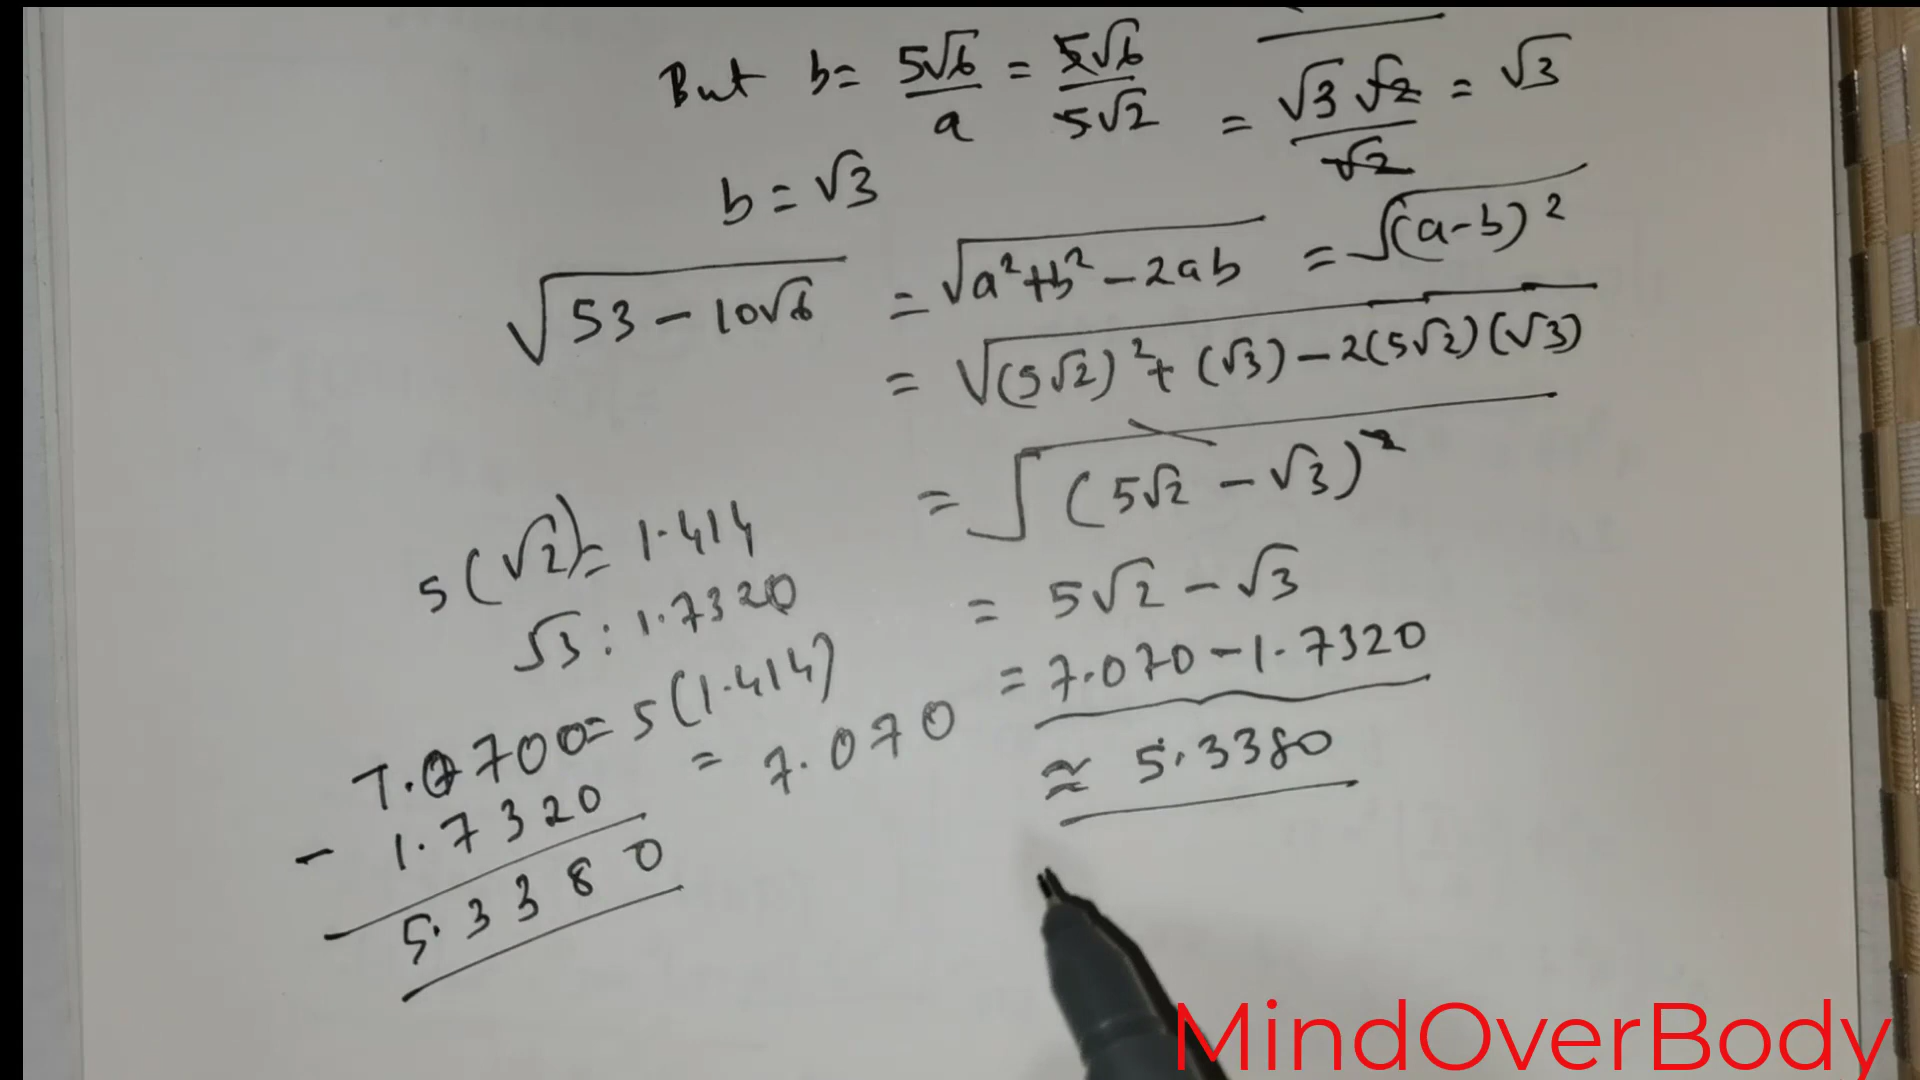 But b = 5√6/a = 5√6/5√2 = √3 √2/√2 = √3
b = √3
√(53 - 10√6) = √(a²+b²-2ab) = √((a-b)²)
= √((5√2)² + (√3) - 2(5√2)(√3))
= √((5√2 - √3)²)
= 5√2 - √3
= 7.070 - 1.7320
≅ 5.3380
5(√2) = 1.414
√3 : 1.7320
7.0700 = 5(1.414)
= 7.070
- 1.7320
5.3380
MindOverBody